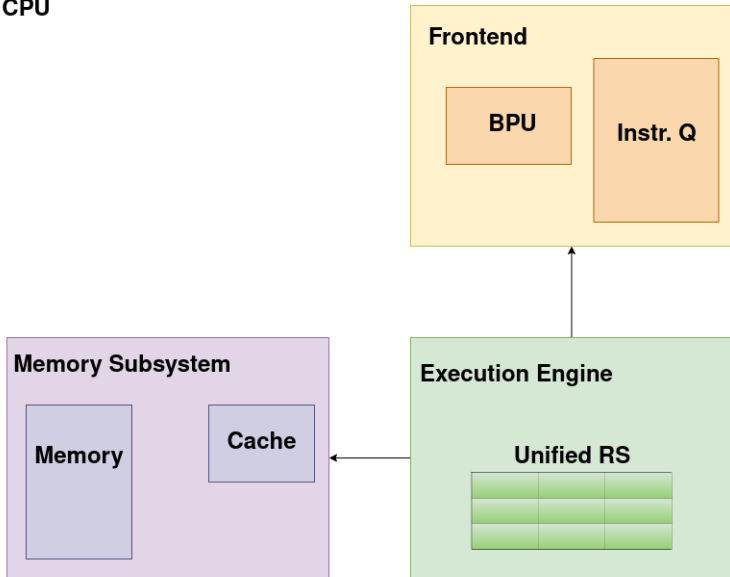 CPU
Frontend
BPU
Instr. Q
Memory Subsystem
Memory
Cache
Execution Engine
Unified RS